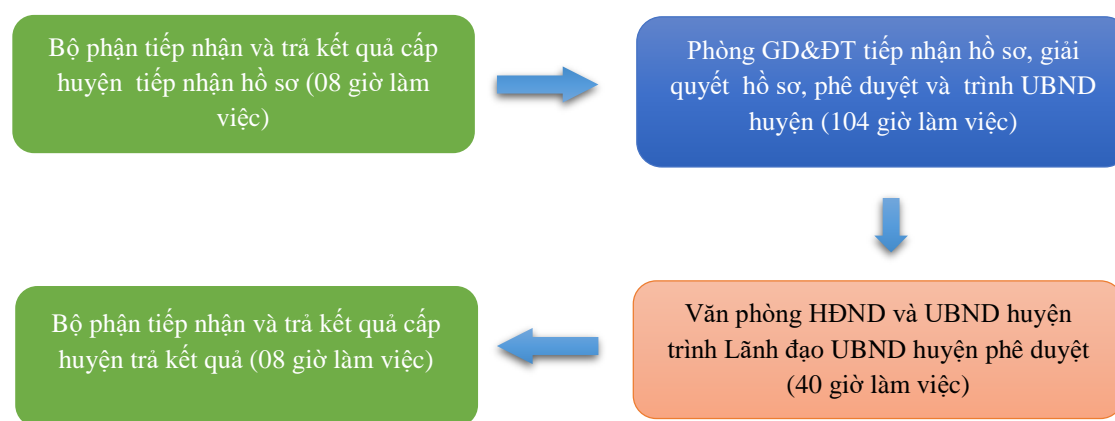 Bộ phận tiếp nhận và trả kết quả cấp
huyện tiếp nhận hồ sơ (08 giờ làm
việc)
Phòng GD&ĐT tiếp nhận hồ sơ, giải
quyết hồ sơ, phê duyệt và trình UBND
huyện (104 giờ làm việc)
Văn phòng HĐND và UBND huyện
trình Lãnh đạo UBND huyện phê duyệt
(40 giờ làm việc)
Bộ phận tiếp nhận và trả kết quả cấp
huyện trả kết quả (08 giờ làm việc)